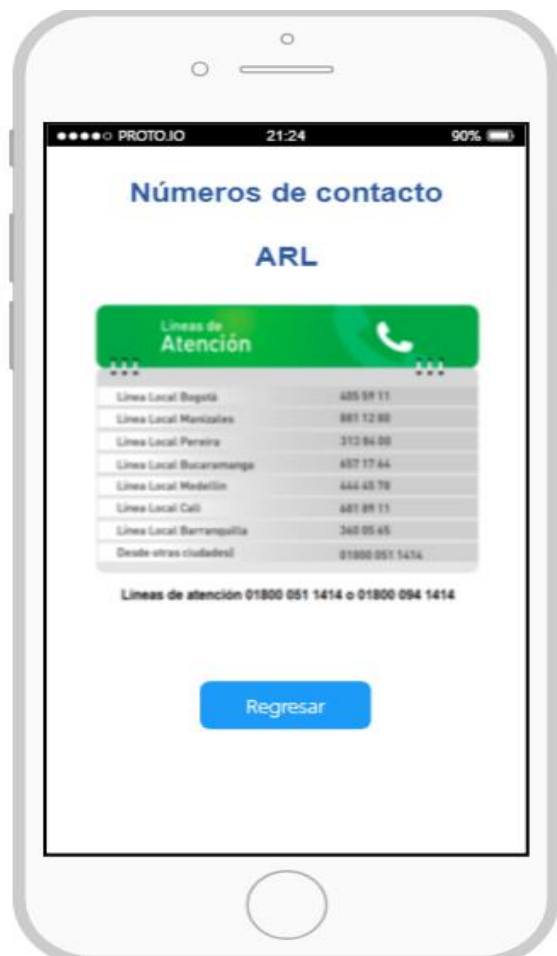 PROTO.IO 21:24 90%
Números de contacto
ARL
Líneas de
Atención
Línea Local Bogotá 405 59 11
Línea Local Manizales 881 12 80
Línea Local Pereira 313 84 00
Línea Local Bucaramanga 657 17 64
Línea Local Medellín 444 45 78
Línea Local Cali 681 89 11
Línea Local Barranquilla 360 05 65
Desde otras ciudades) 01800 051 1414
Líneas de atención 01800 051 1414 o 01800 094 1414
Regresar